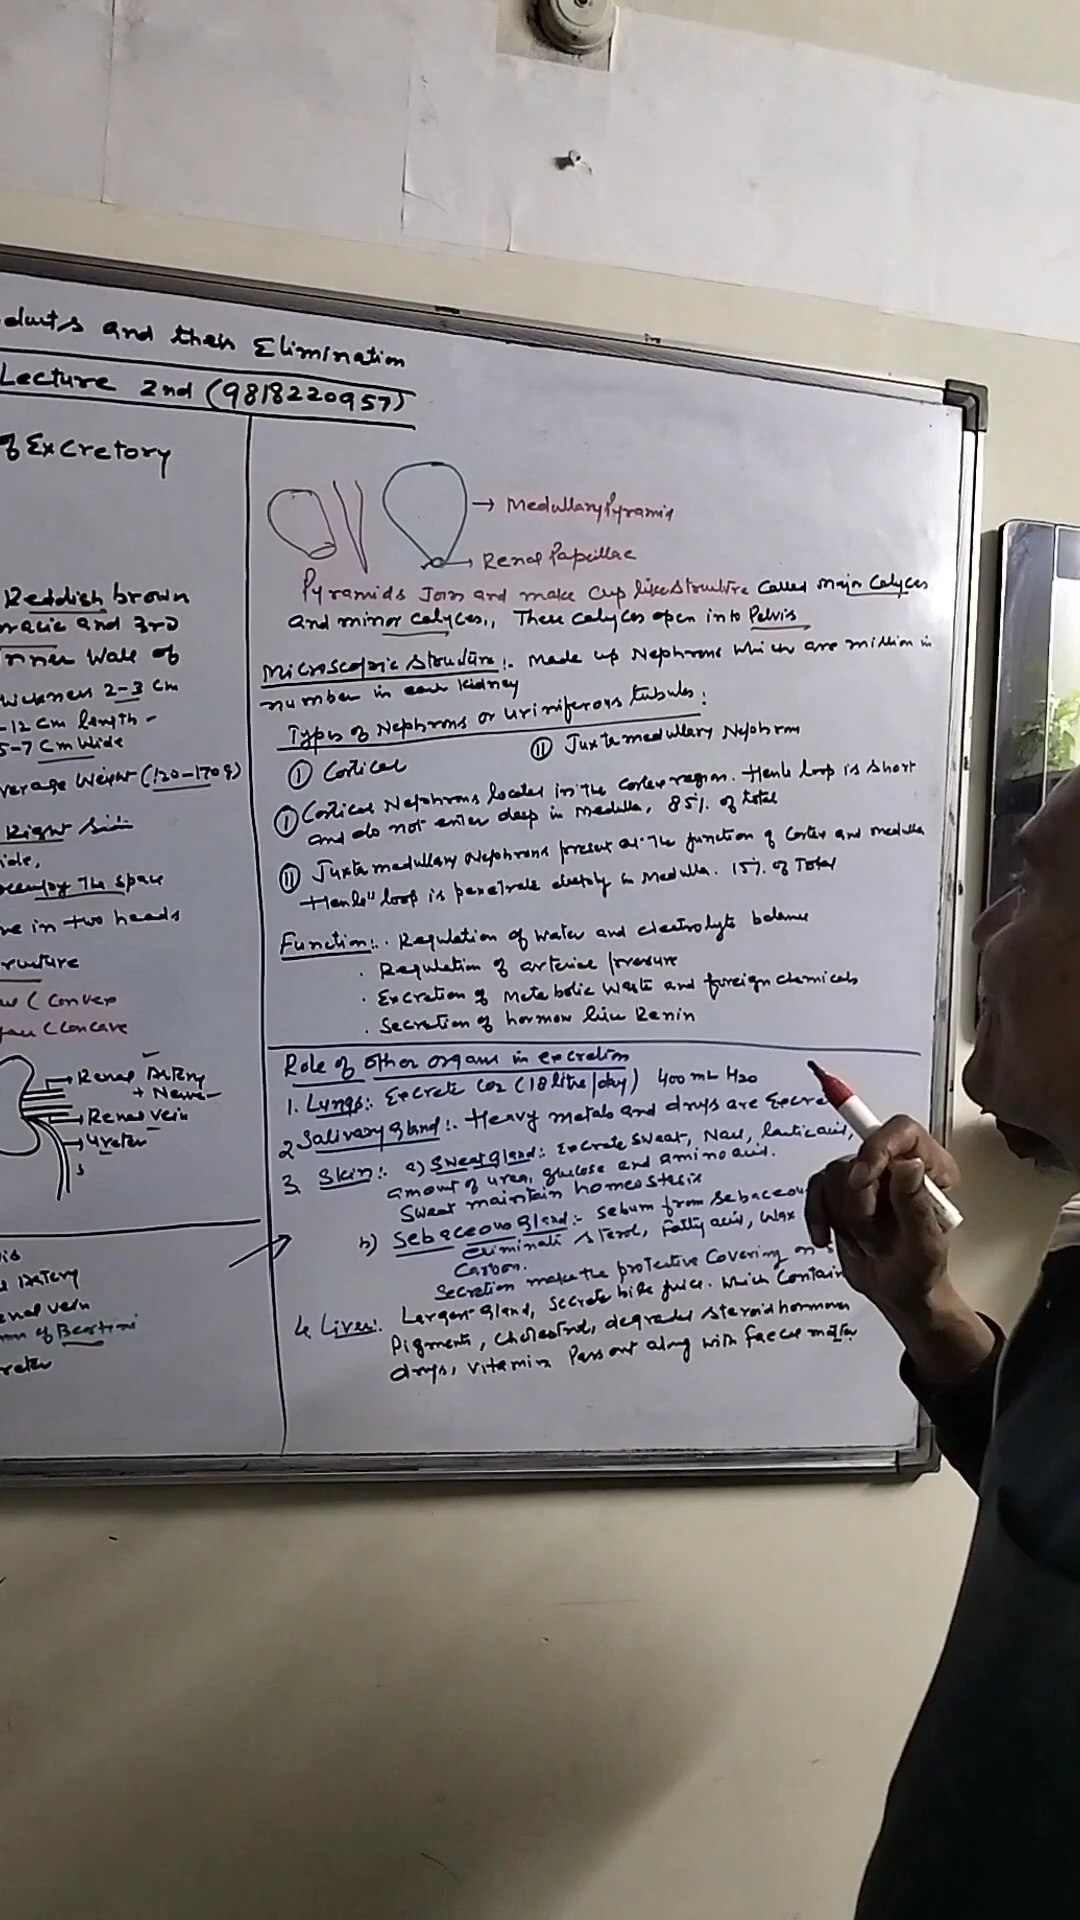 ducts and their Elimination
Lecture 2nd (9818220957)
of Excretory
Reddish brown
racic and 3rd
Inner wall of
ickness 2-3 cm
-12 cm length -
5-7 cm wide
verage weight (120-170g)
Right Side
ide,
occupy the space
re in two heads
ructure
(Convex
(Concave
Renal Artery
+ Nerve
Renal vein
Ureter
is
Artery
enal vein
mn of Bertini
reter
Medullary Pyramid
Renal Papillae
Pyramids Join and make Cup like structure Called major Calyces
and minor calyces,, These calyces open into Pelvis
Microscopic Structure:- Made up Nephrons which are million in
number in each kidney
Types of Nephrons or uriniferous tubules:
(I) Cortical
(II) Juxtamedullary Nephron
(I) Cortical Nephrons located in the cortex region. Henle loop is short
and do not enter deep in medulla, 85% of total
(II) Juxtamedullary Nephrons present at the junction of Cortex and medulla
Henle" loop is penetrate in medulla. 15% of Total
Function:- . Regulation of water and electrolyte balance
. Regulation of arterial pressure
. Excretion of Metabolic waste and foreign chemicals
. Secretion of hormone like Renin
Role of other organs in excretion
1. Lungs:- Excrete CO2 (18 litre/day) 400 mL H2O
2. Salivary gland:- Heavy metals and drugs are Excre
3. Skin:- a) Sweat gland:- Excrete sweat, Nacl, lactic acid,
amount of urea, glucose and amino acid.
Sweat maintain homeostasis
b) Sebaceous gland:- Sebum from Sebaceou
Eliminate sterol, Fatty acid, wax
Carbon.
Secretion makes the protective Covering on s
4. Liver:- Largest gland, secrete bile juice. Which Contain
Pigments, Cholesterol, degraded steroid hormones
drugs, vitamin Pass out along with faecal matter